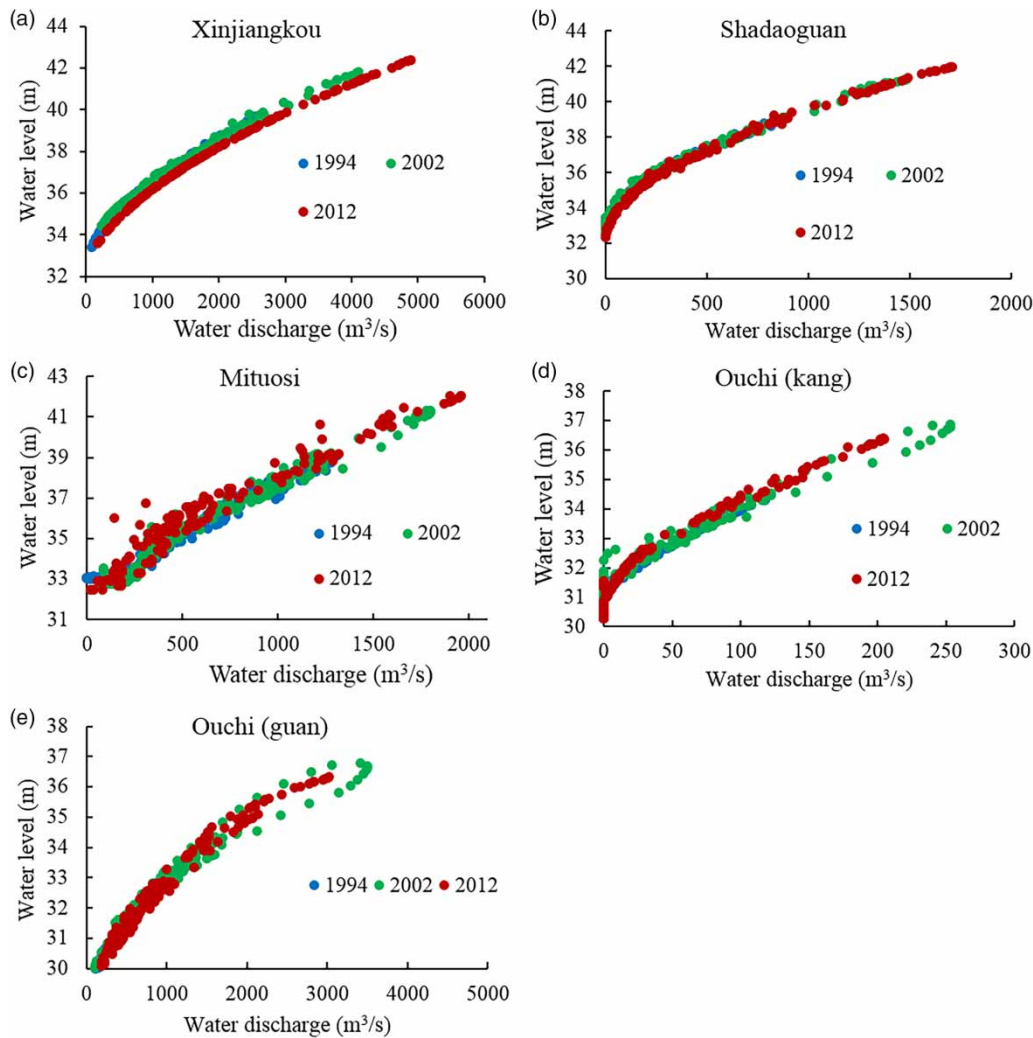 (a)
Xinjiangkou
Water level (m)
44
42
40
38
36
34
32
1994
2002
2012
0 1000 2000 3000 4000 5000 6000
Water discharge (m³/s)
(b)
Shadaoguan
Water level (m)
44
42
40
38
36
34
32
30
1994
2002
2012
0 500 1000 1500 2000
Water discharge (m³/s)
(c)
Mituosi
Water level (m)
43
41
39
37
35
33
31
1994
2002
2012
0 500 1000 1500 2000
Water discharge (m³/s)
(d)
Ouchi (kang)
Water level (m)
38
37
36
35
34
33
32
31
30
1994
2002
2012
0 50 100 150 200 250 300
Water discharge (m³/s)
(e)
Ouchi (guan)
Water level (m)
38
37
36
35
34
33
32
31
30
1994 2002 2012
0 1000 2000 3000 4000 5000
Water discharge (m³/s)